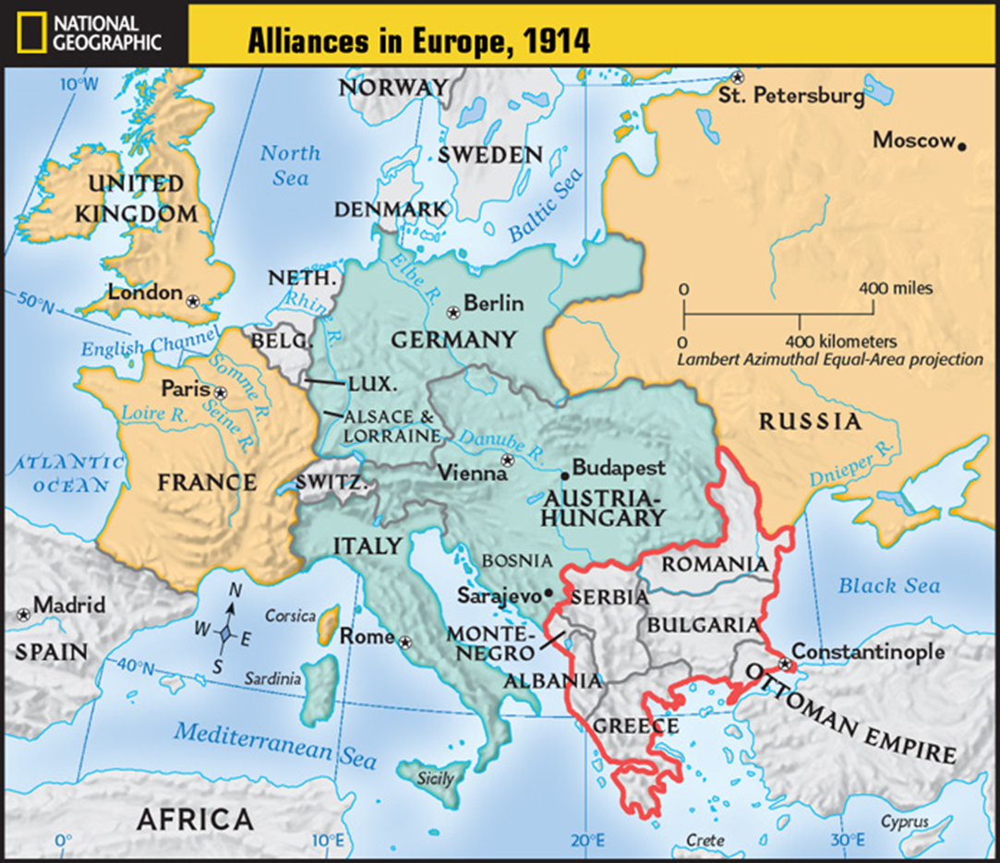 NATIONAL
GEOGRAPHIC
Alliances in Europe, 1914
10°W
NORWAY
St. Petersburg
Moscow
North
Sea
SWEDEN
UNITED
KINGDOM
Baltic Sea
DENMARK
NETH.
Elbe R.
London
Rhine R.
Berlin
0
400 miles
50°N
English Channel
BELG.
GERMANY
0
400 kilometers
Lambert Azimuthal Equal-Area projection
Somme R.
Paris
LUX.
Loire R.
Seine R.
ALSACE &
LORRAINE
RUSSIA
ATLANTIC
OCEAN
Danube R.
Dnieper R.
FRANCE
SWITZ.
Vienna
Budapest
AUSTRIA-
HUNGARY
ITALY
BOSNIA
ROMANIA
Black Sea
N
W
E
S
Sarajevo
SERBIA
Madrid
Corsica
Rome
MONTE-
NEGRO
BULGARIA
SPAIN
Constantinople
40°N
Sardinia
ALBANIA
OTTOMAN EMPIRE
GREECE
Mediterranean Sea
Sicily
AFRICA
Cyprus
0°
10°E
20°E
Crete
30°E